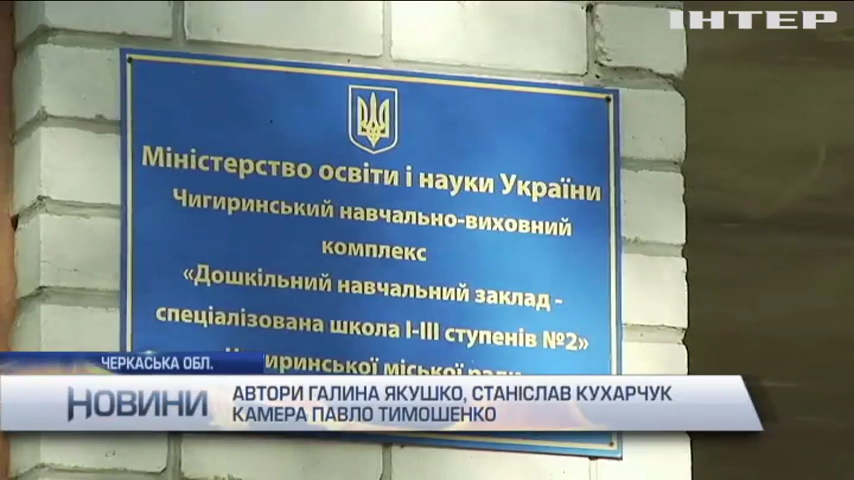 ІНТЕР
Міністерство освіти і науки України
Чигиринський навчально-виховний
комплекс
«Дошкільний навчальний заклад -
спеціалізована школа І-ІІІ ступенів №2»
Чигиринської міської ради
ЧЕРКАСЬКА ОБЛ.
НОВИНИ
АВТОРИ ГАЛИНА ЯКУШКО, СТАНІСЛАВ КУХАРЧУК
КАМЕРА ПАВЛО ТИМОШЕНКО